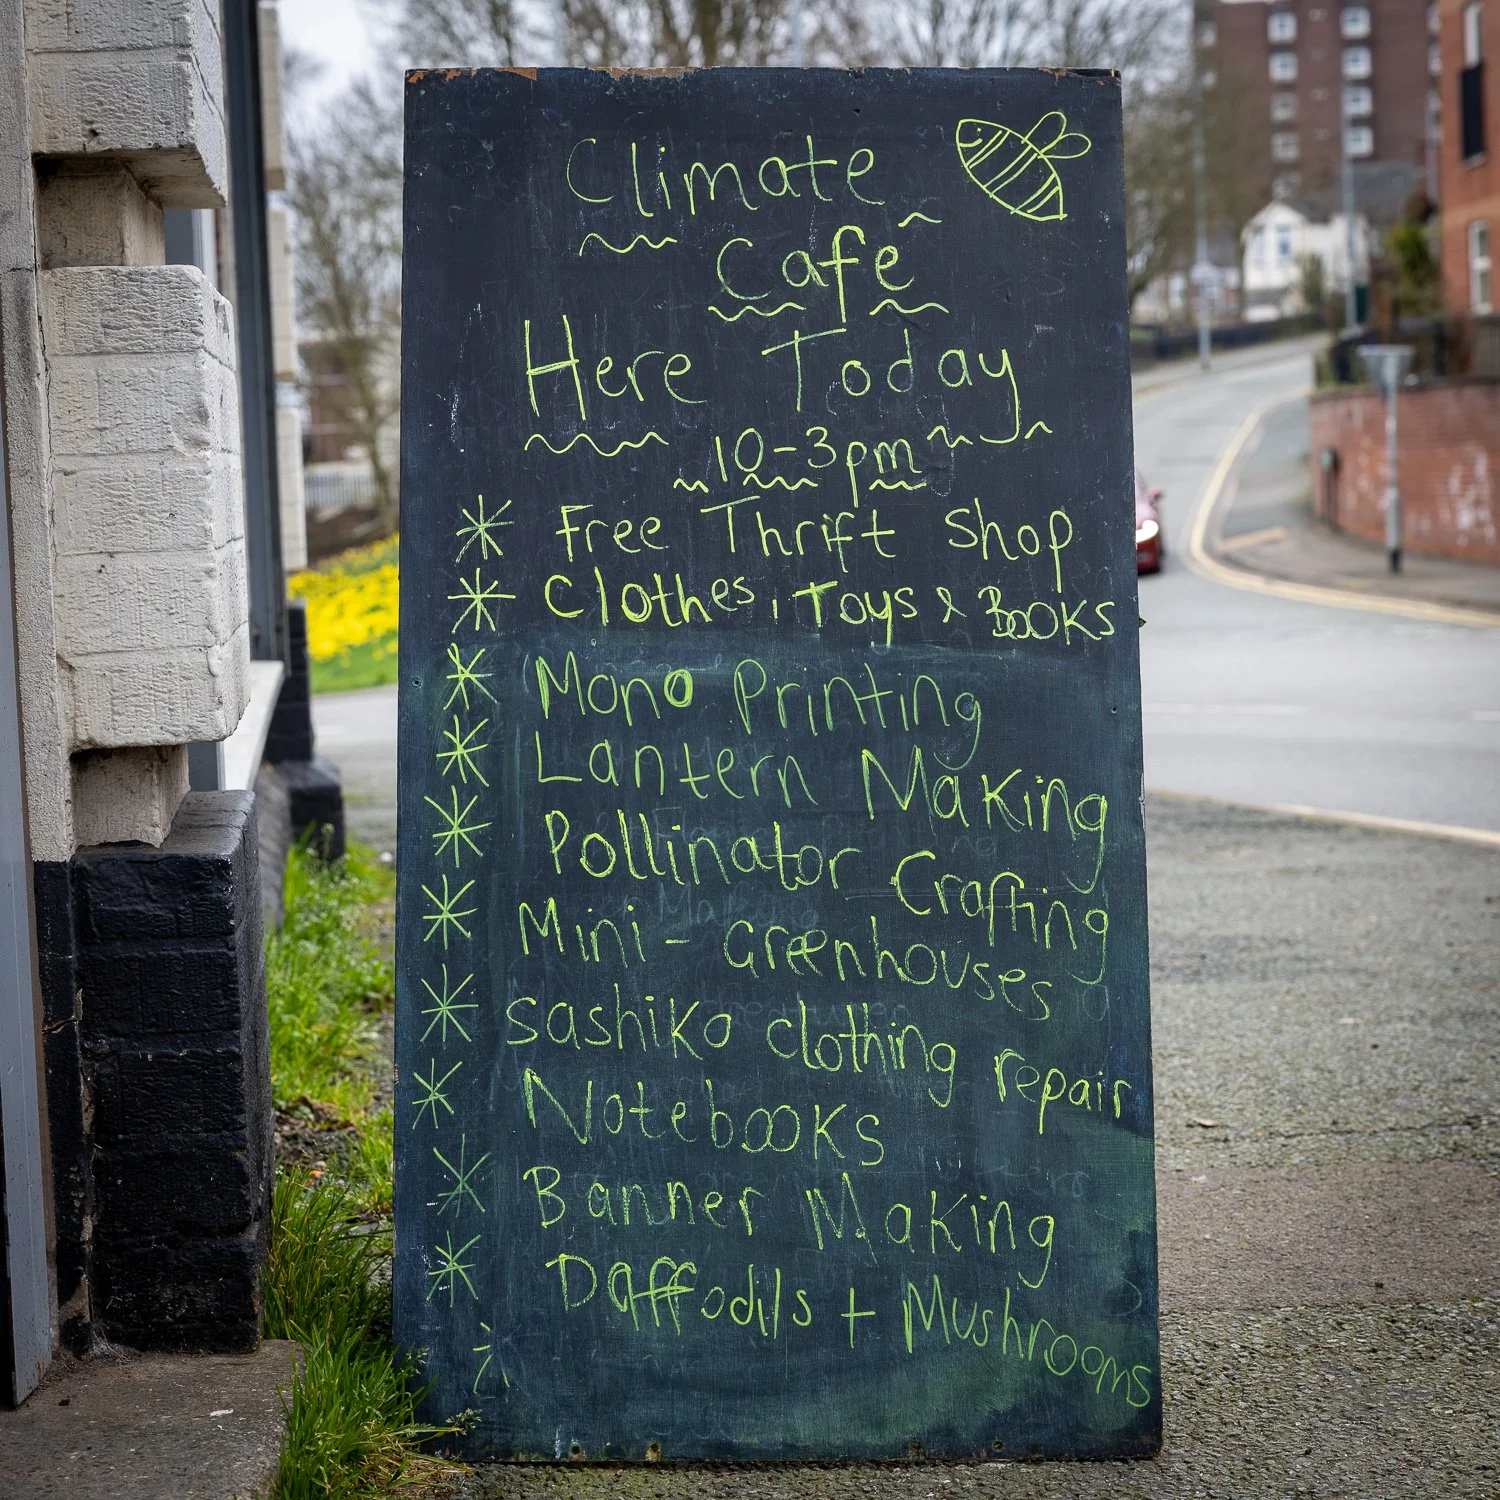 Climate
Café
Here Today
10-3pm
Free Thrift Shop
Clothes, Toys & Books
Mono Printing
Lantern Making
Pollinator Crafting
Mini-Greenhouses
Sashiko clothing repair
Notebooks
Banner Making
Daffodils + Mushrooms